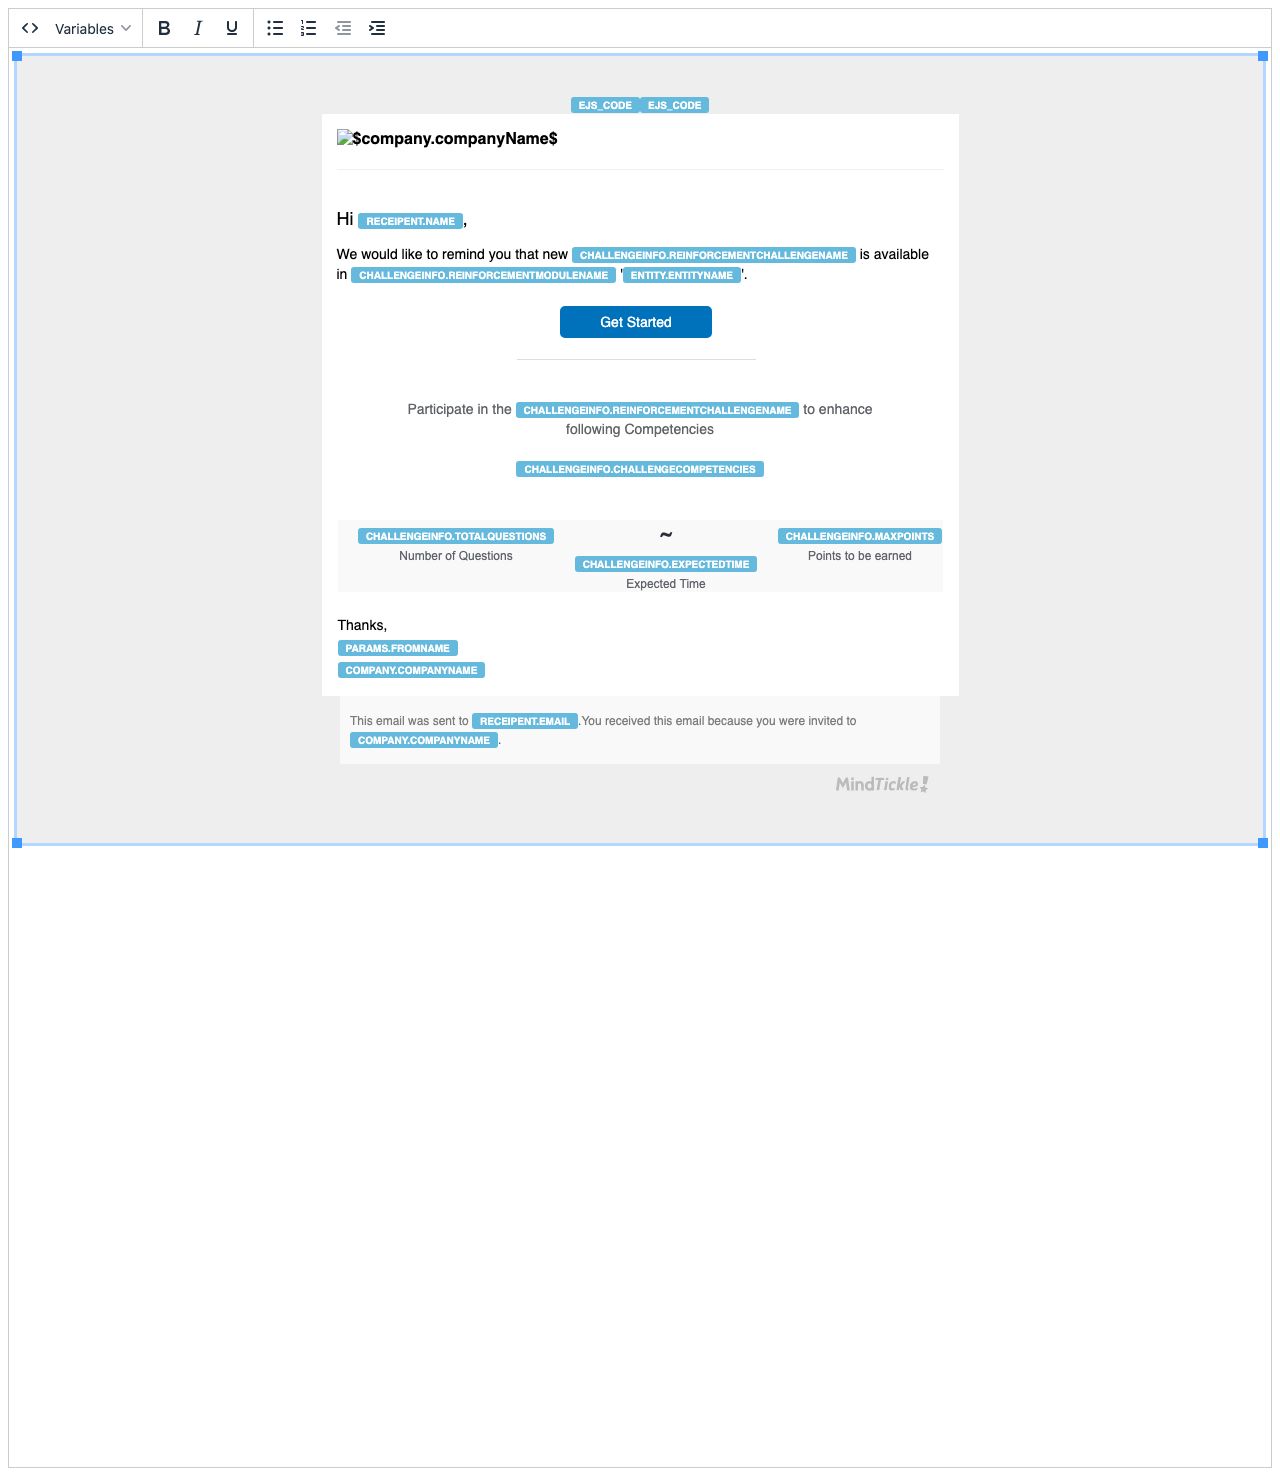 Variables B I U
EJS_CODE EJS_CODE
$company.companyName$
Hi RECEIPENT.NAME,
We would like to remind you that new CHALLENGEINFO.REINFORCEMENTCHALLENGENAME is available
in CHALLENGEINFO.REINFORCEMENTMODULENAME 'ENTITY.ENTITYNAME'.
Get Started
Participate in the CHALLENGEINFO.REINFORCEMENTCHALLENGENAME to enhance
following Competencies
CHALLENGEINFO.CHALLENGECOMPETENCIES
CHALLENGEINFO.TOTALQUESTIONS ~ CHALLENGEINFO.MAXPOINTS
Number of Questions CHALLENGEINFO.EXPECTEDTIME Points to be earned
Expected Time
Thanks,
PARAMS.FROMNAME
COMPANY.COMPANYNAME
This email was sent to RECEIPENT.EMAIL.You received this email because you were invited to
COMPANY.COMPANYNAME.
MindTickle!